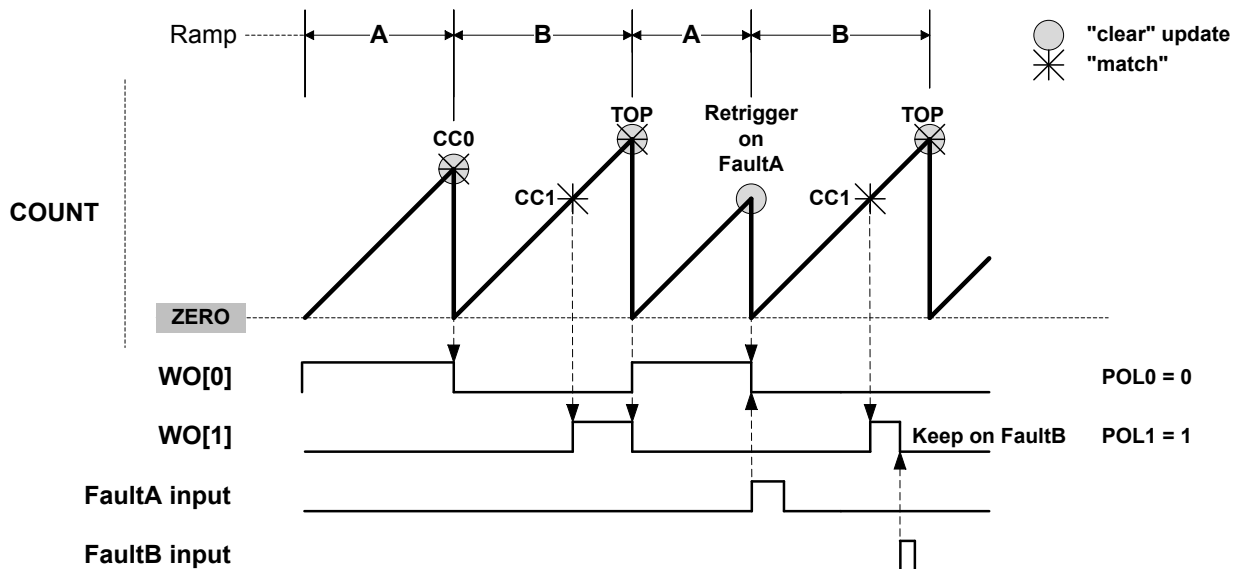 Ramp A B A B
"clear" update
"match"
TOP Retrigger TOP
on
FaultA
CC0
CC1 CC1
COUNT
ZERO
WO[0] POL0 = 0
WO[1] Keep on FaultB POL1 = 1
FaultA input
FaultB input